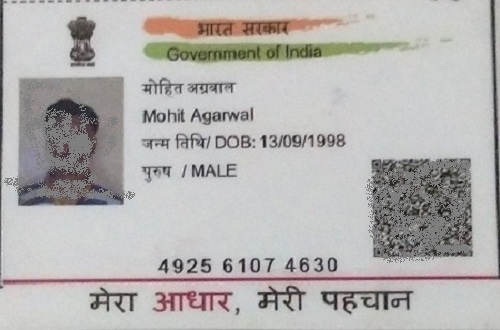 भारत सरकार
Government of India
मोहित अग्रवाल
Mohit Agarwal
जन्म तिथि/ DOB: 13/09/1998
पुरुष / MALE
4925 6107 4630
मेरा आधार, मेरी पहचान